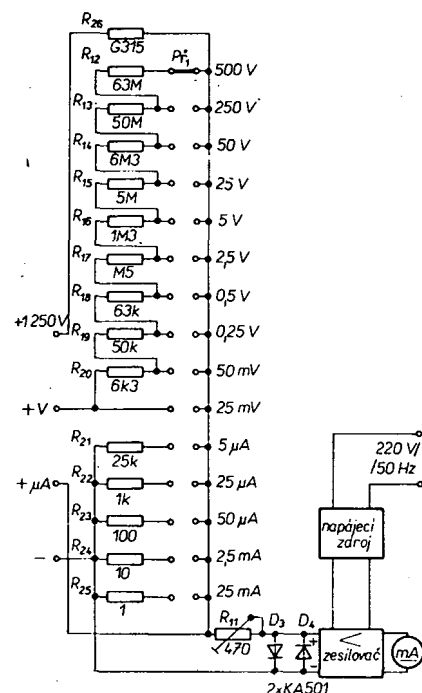 R26
G315
R12
63M
Př1
500 V
R13
50M
250 V
R14
6M3
50 V
R15
5M
25 V
R16
1M3
5 V
R17
M5
2,5 V
R18
63k
0,5 V
+1250V
R19
50k
0,25 V
R20
6k3
50 mV
+V
25 mV
R21
25k
5 μA
220 V/
/50 Hz
+μA
R22
1k
25 μA
R23
100
50 μA
napájecí
zdroj
−
R24
10
2,5 mA
R25
1
25 mA
R11
470
D3
D4
+
−
<
zesilovač
mA
2×KA501